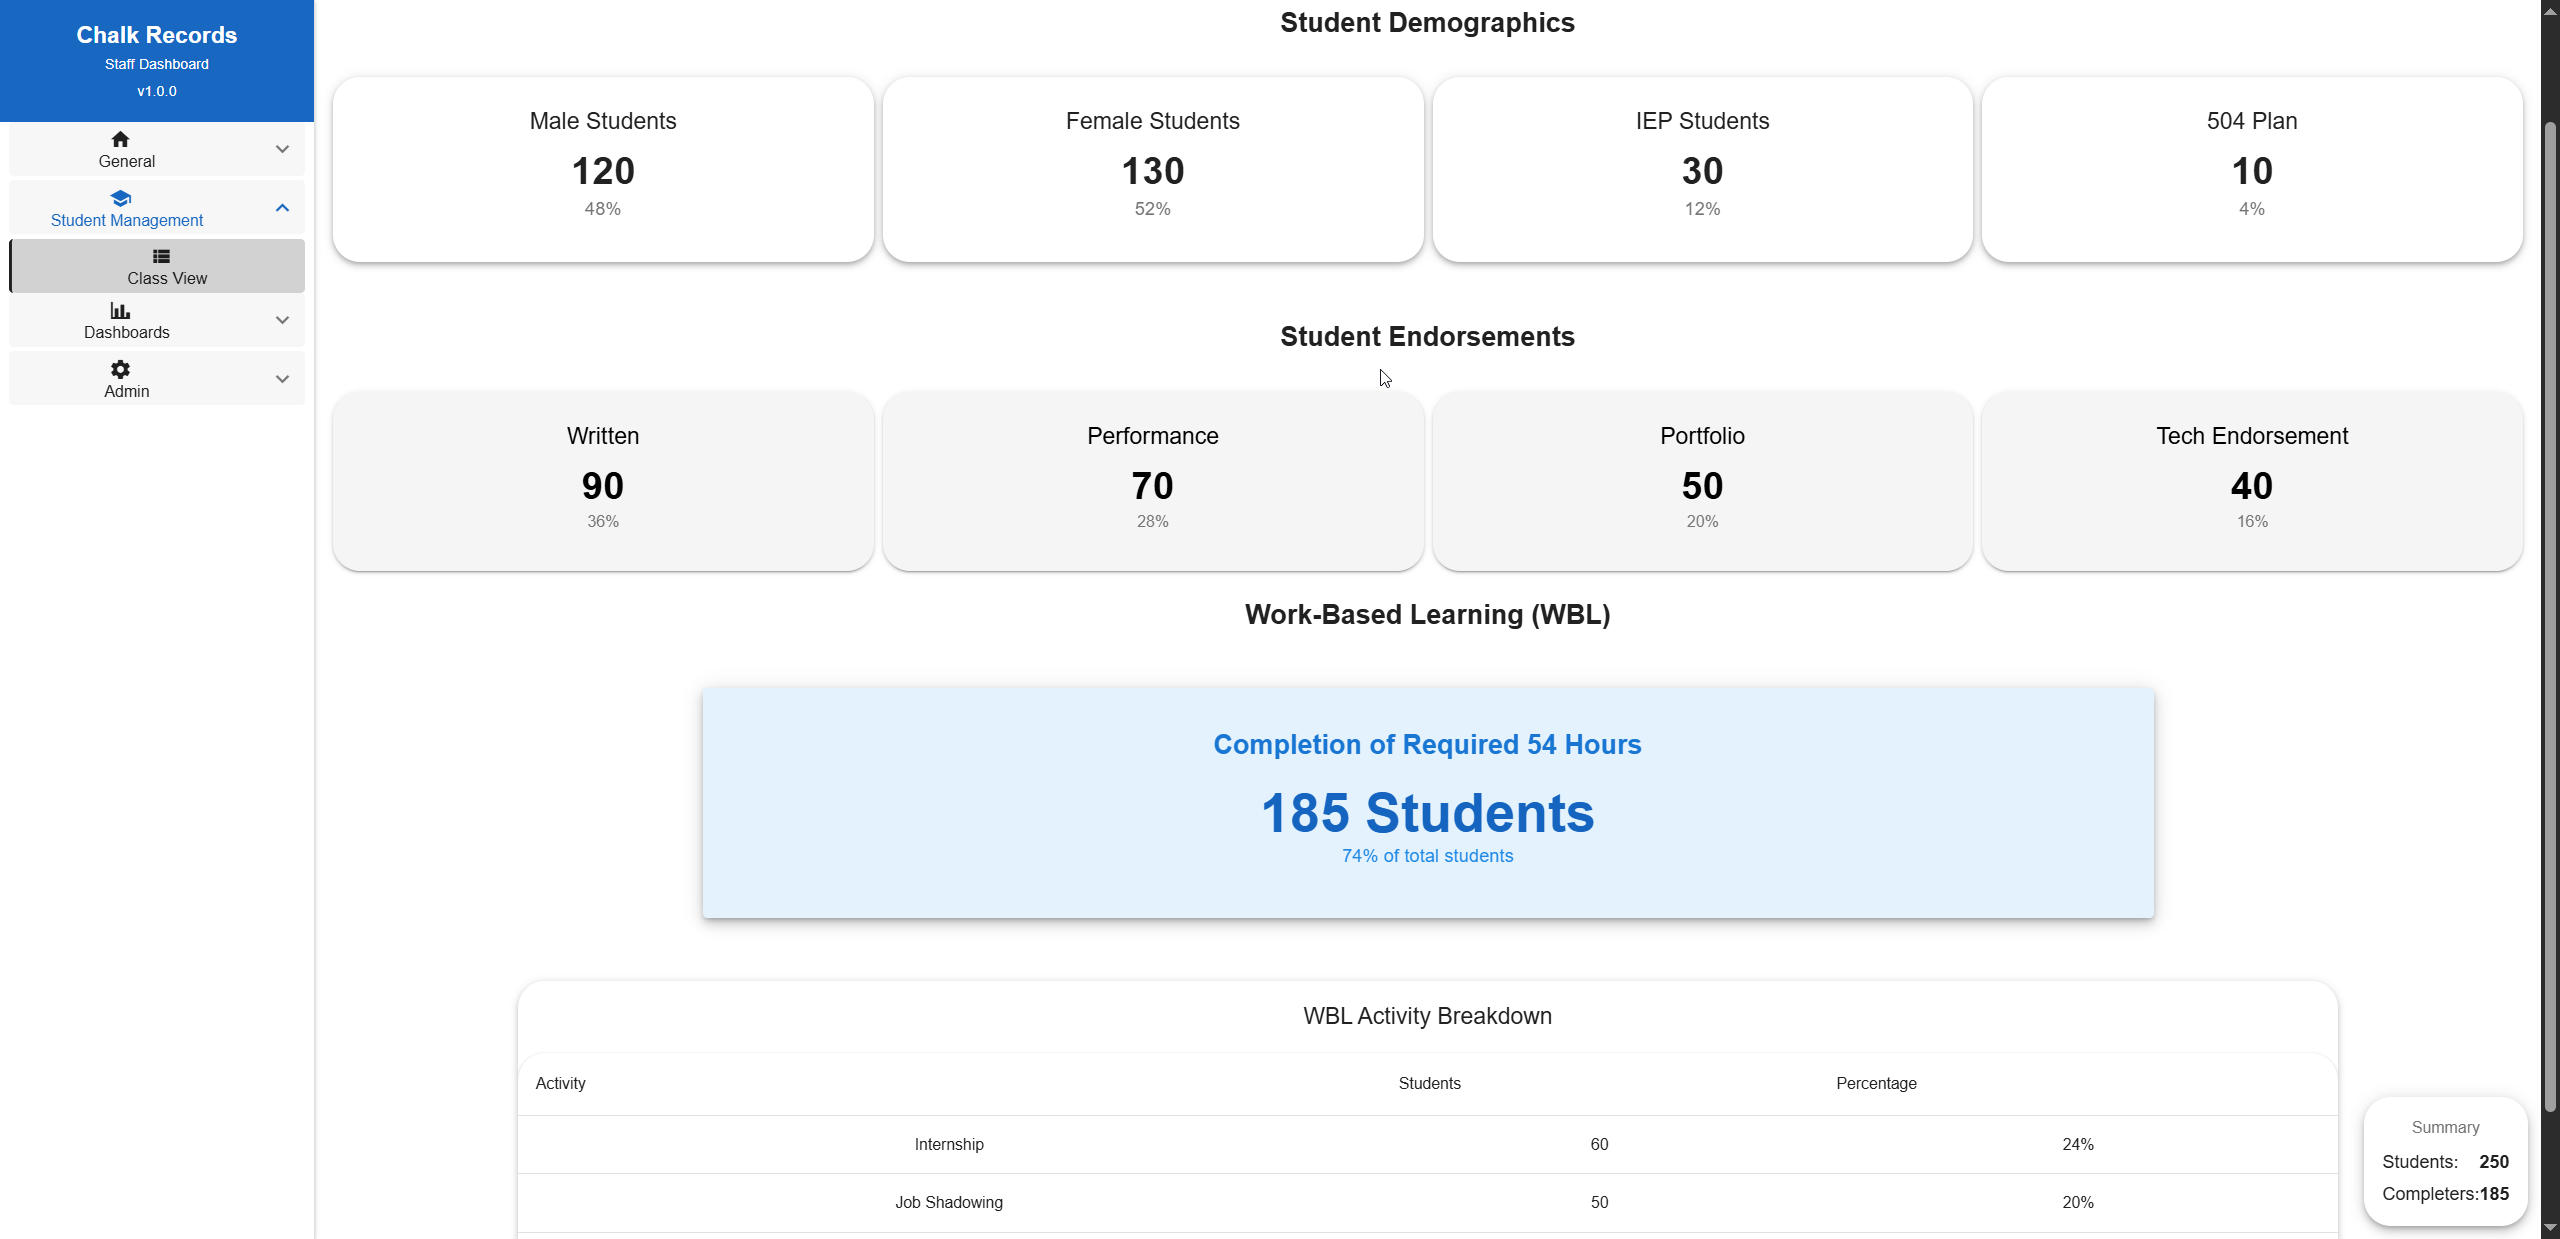 Chalk Records
Staff Dashboard
v1.0.0
General
Student Management
Class View
Dashboards
Admin
Student Demographics
Male Students
120
48%
Female Students
130
52%
IEP Students
30
12%
504 Plan
10
4%
Student Endorsements
Written
90
36%
Performance
70
28%
Portfolio
50
20%
Tech Endorsement
40
16%
Work-Based Learning (WBL)
Completion of Required 54 Hours
185 Students
74% of total students
WBL Activity Breakdown
Activity Students Percentage
Internship 60 24%
Job Shadowing 50 20%
Summary
Students: 250
Completers:185